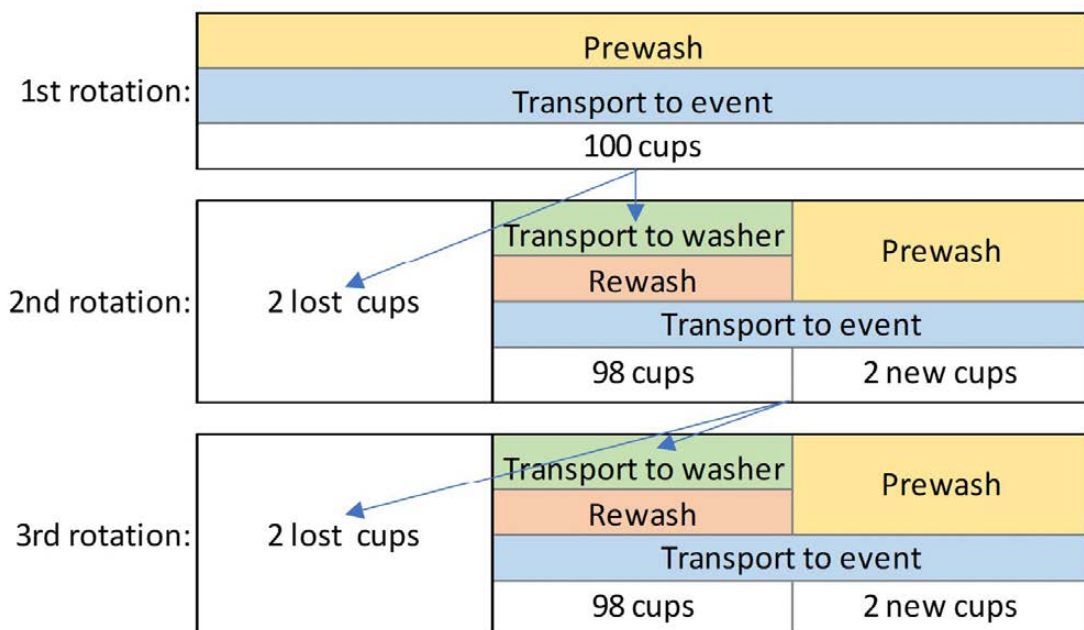 Prewash
1st rotation:
Transport to event
100 cups
Transport to washer
Prewash
Rewash
2nd rotation:
2 lost cups
Transport to event
98 cups
2 new cups
Transport to washer
Prewash
Rewash
3rd rotation:
2 lost cups
Transport to event
98 cups
2 new cups